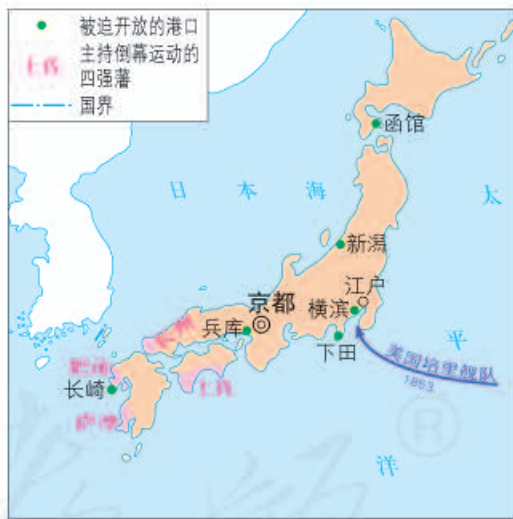 被迫开放的港口
主持倒幕运动的
四强藩
国界
函馆
日本海
太
新潟
江户
京都
横滨
兵库
下田
平
长州
美国培里舰队
1853
肥前
长崎
土佐
萨摩
洋
®